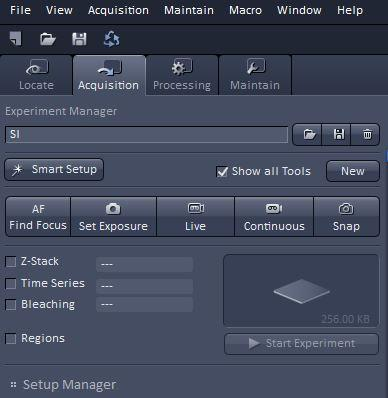 File View Acquisition Maintain Macro Window Help
Locate Acquisition Processing Maintain
Experiment Manager
SI
Smart Setup Show all Tools New
AF
Find Focus Set Exposure Live Continuous Snap
Z-Stack ---
Time Series ---
Bleaching ---
256.00 KB
Regions Start Experiment
Setup Manager